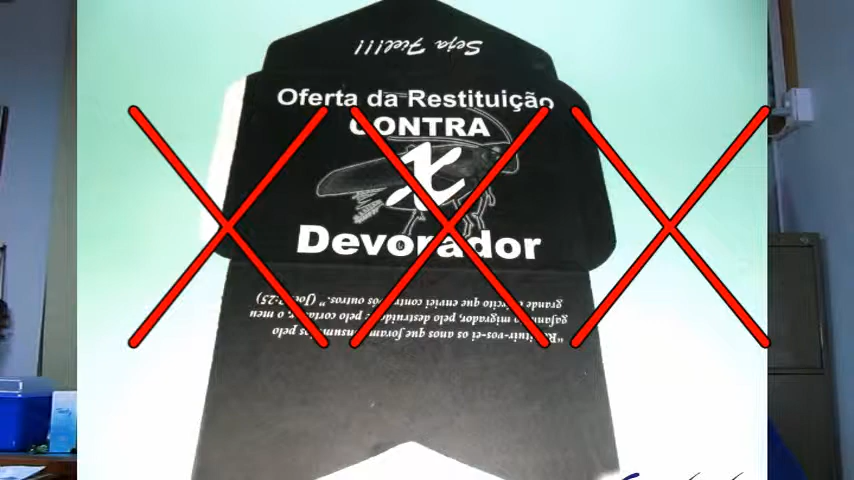 Seja Fiel!!!
Oferta da Restituição
CONTRA
x
Devorador
"Restituir-vos-ei os anos que foram consumidos pelo
gafanhoto migrador, pelo destruidor e pelo cortador, o meu
grande exército que enviei contra vós outros." (Joel 2:25)